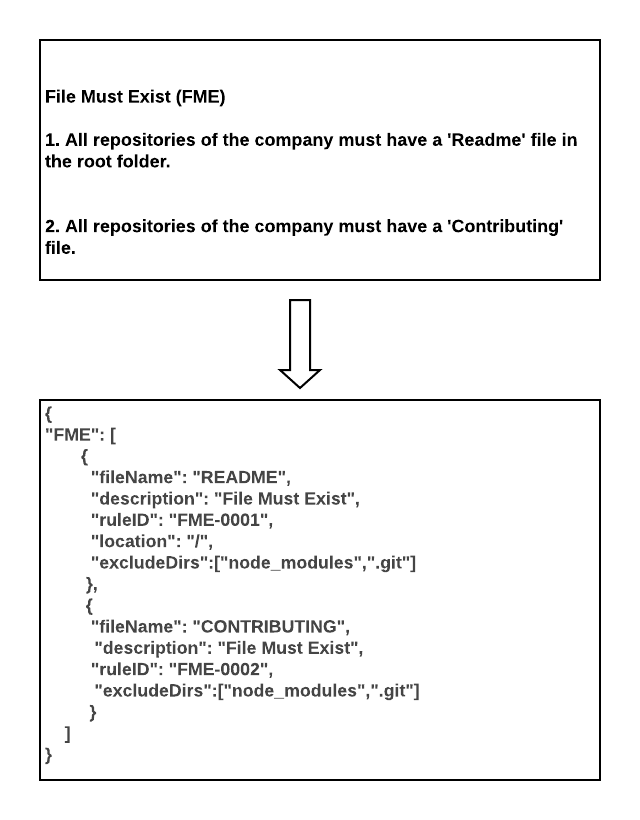 File Must Exist (FME)
1. All repositories of the company must have a 'Readme' file in
the root folder.
2. All repositories of the company must have a 'Contributing'
file.
{
"FME": [
{
"fileName": "README",
"description": "File Must Exist",
"ruleID": "FME-0001",
"location": "/",
"excludeDirs":["node_modules",".git"]
},
{
"fileName": "CONTRIBUTING",
"description": "File Must Exist",
"ruleID": "FME-0002",
"excludeDirs":["node_modules",".git"]
}
]
}